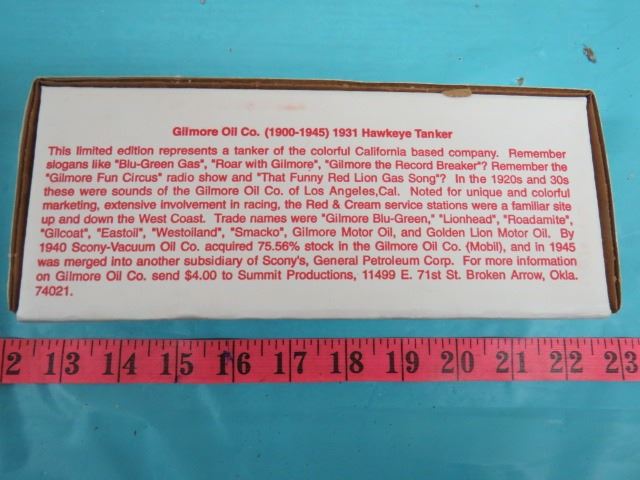 Gilmore Oil Co. (1900-1945) 1931 Hawkeye Tanker
This limited edition represents a tanker of the colorful California based company. Remember
slogans like "Blu-Green Gas", "Roar with Gilmore", "Gilmore the Record Breaker"? Remember the
"Gilmore Fun Circus" radio show and "That Funny Red Lion Gas Song"? In the 1920s and 30s
these were sounds of the Gilmore Oil Co. of Los Angeles,Cal. Noted for unique and colorful
marketing, extensive involvement in racing, the Red & Cream service stations were a familiar site
up and down the West Coast. Trade names were "Gilmore Blu-Green," "Lionhead", "Roadamite",
"Gilcoat", "Eastoil", "Westoiland", "Smacko", Gilmore Motor Oil, and Golden Lion Motor Oil. By
1940 Scony-Vacuum Oil Co. acquired 75.56% stock in the Gilmore Oil Co. (Mobil), and in 1945
was merged into another subsidiary of Scony's, General Petroleum Corp. For more information
on Gilmore Oil Co. send $4.00 to Summit Productions, 11499 E. 71st St. Broken Arrow, Okla.
74021.
2 13 14 15 16 17 18 19 20 21 22 23